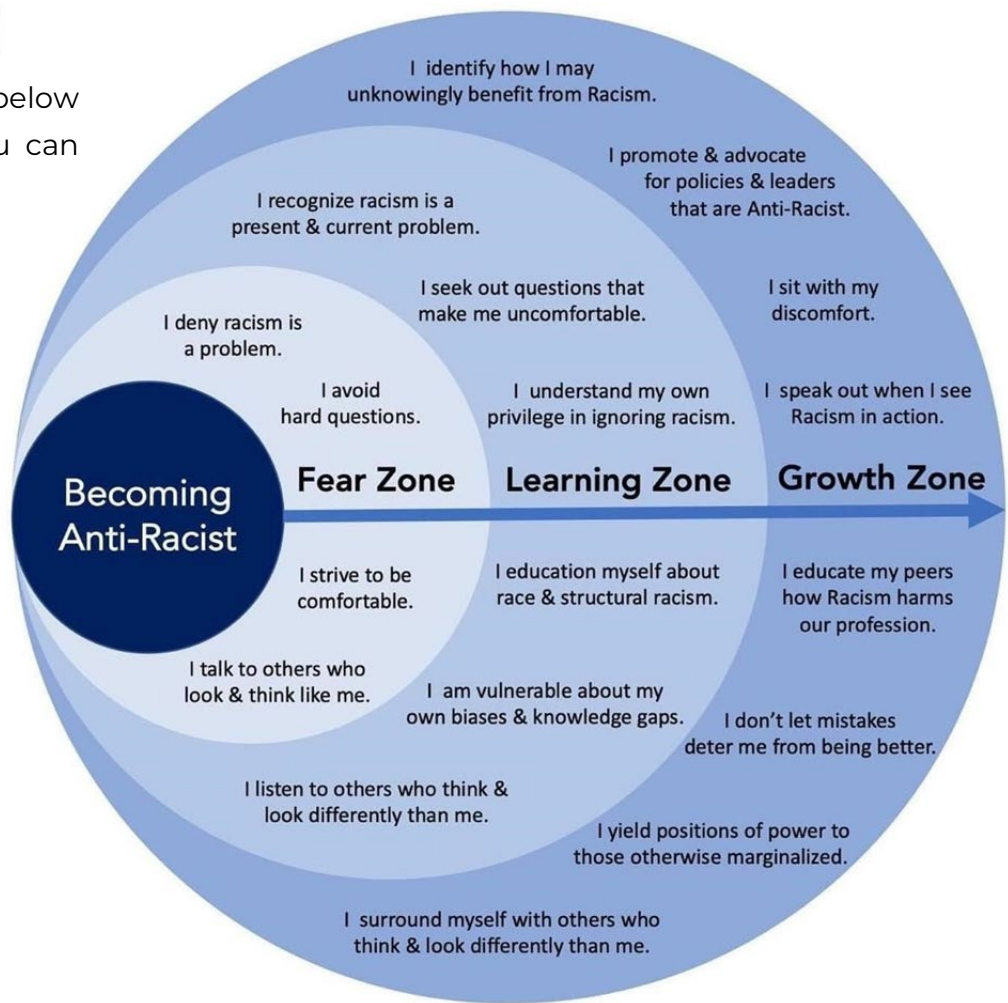 below
u can
I identify how I may
unknowingly benefit from Racism.
I promote & advocate
for policies & leaders
that are Anti-Racist.
I recognize racism is a
present & current problem.
I seek out questions that
make me uncomfortable.
I sit with my
discomfort.
I deny racism is
a problem.
I avoid
hard questions.
I understand my own
privilege in ignoring racism.
I speak out when I see
Racism in action.
Becoming
Anti-Racist
Fear Zone
Learning Zone
Growth Zone
I strive to be
comfortable.
I education myself about
race & structural racism.
I educate my peers
how Racism harms
our profession.
I talk to others who
look & think like me.
I am vulnerable about my
own biases & knowledge gaps.
I don't let mistakes
deter me from being better.
I listen to others who think &
look differently than me.
I yield positions of power to
those otherwise marginalized.
I surround myself with others who
think & look differently than me.